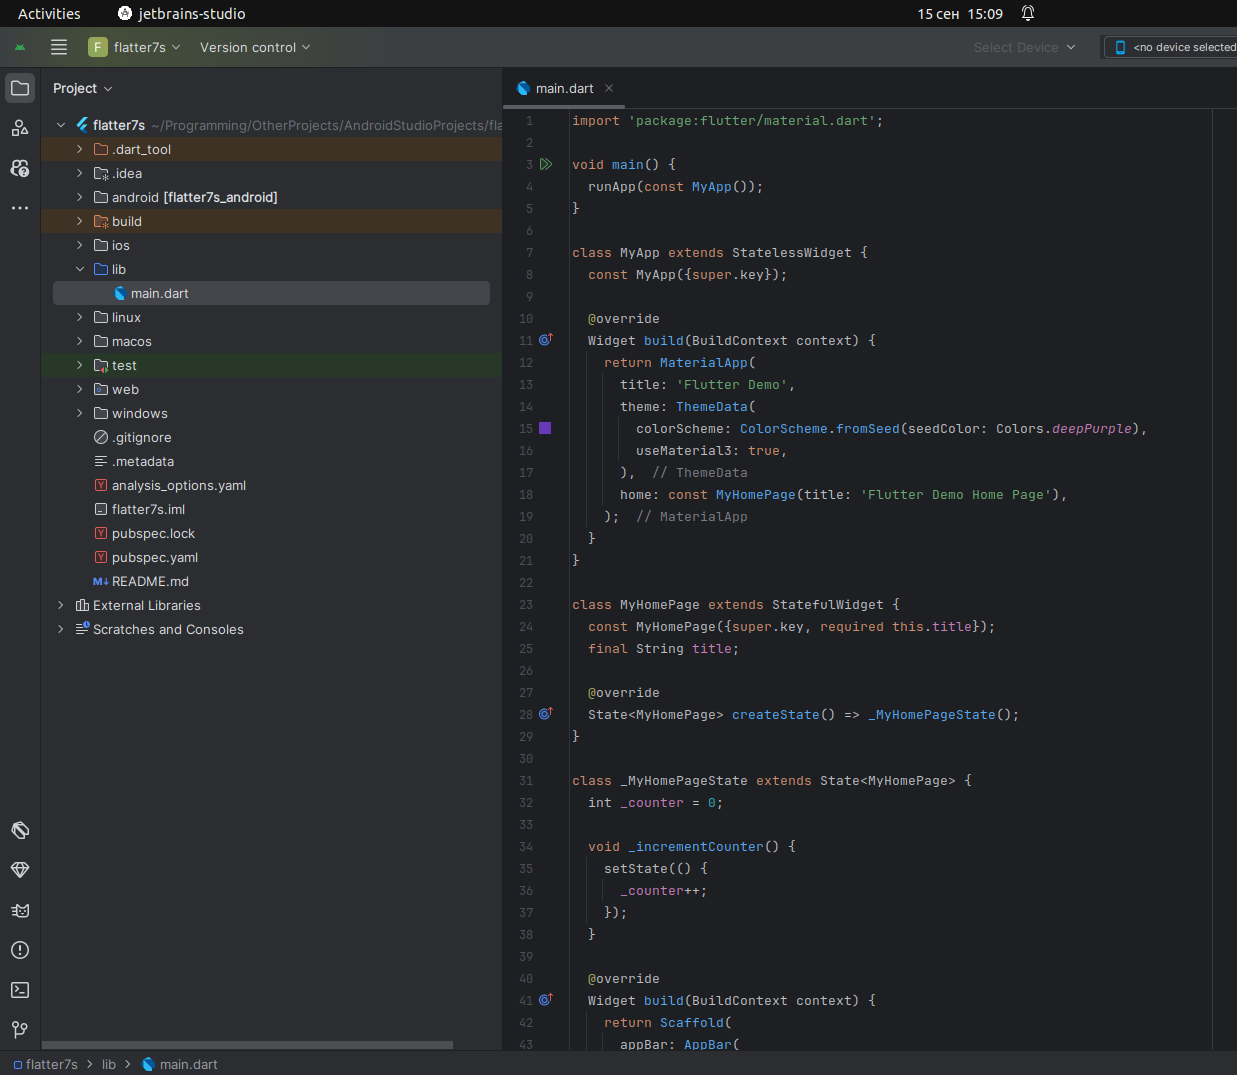 Activities jetbrains-studio 15 сен 15:09
F flatter7s Version control Select Device <no device selected
Project
flatter7s ~/Programming/OtherProjects/AndroidStudioProjects/fla
.dart_tool
.idea
android [flatter7s_android]
build
ios
lib
main.dart
linux
macos
test
web
windows
.gitignore
.metadata
analysis_options.yaml
flatter7s.iml
pubspec.lock
pubspec.yaml
README.md
External Libraries
Scratches and Consoles
main.dart
1 import 'package:flutter/material.dart';
2
3 void main() {
4 runApp(const MyApp());
5 }
6
7 class MyApp extends StatelessWidget {
8 const MyApp({super.key});
9
10 @override
11 Widget build(BuildContext context) {
12 return MaterialApp(
13 title: 'Flutter Demo',
14 theme: ThemeData(
15 colorScheme: ColorScheme.fromSeed(seedColor: Colors.deepPurple),
16 useMaterial3: true,
17 ), // ThemeData
18 home: const MyHomePage(title: 'Flutter Demo Home Page'),
19 ); // MaterialApp
20 }
21 }
22
23 class MyHomePage extends StatefulWidget {
24 const MyHomePage({super.key, required this.title});
25 final String title;
26
27 @override
28 State<MyHomePage> createState() => _MyHomePageState();
29 }
30
31 class _MyHomePageState extends State<MyHomePage> {
32 int _counter = 0;
33
34 void _incrementCounter() {
35 setState(() {
36 _counter++;
37 });
38 }
39
40 @override
41 Widget build(BuildContext context) {
42 return Scaffold(
43 appBar: AppBar(
flatter7s > lib > main.dart